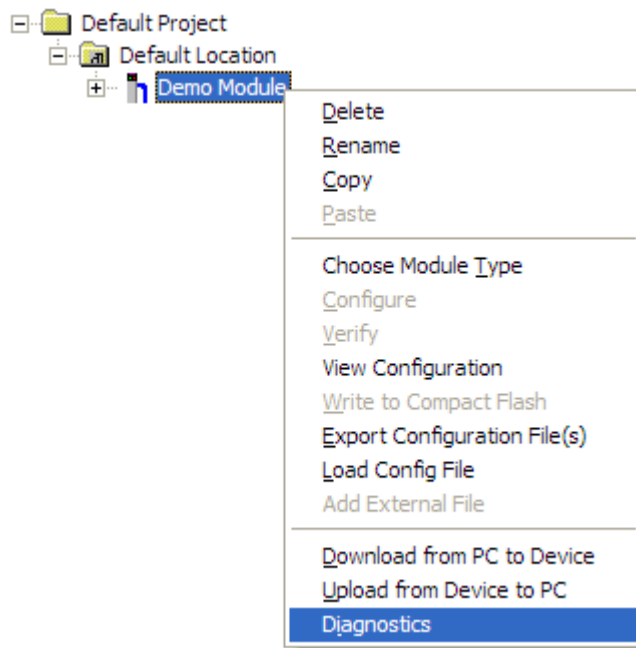 Default Project
Default Location
Demo Module
Delete
Rename
Copy
Paste
Choose Module Type
Configure
Verify
View Configuration
Write to Compact Flash
Export Configuration File(s)
Load Config File
Add External File
Download from PC to Device
Upload from Device to PC
Diagnostics